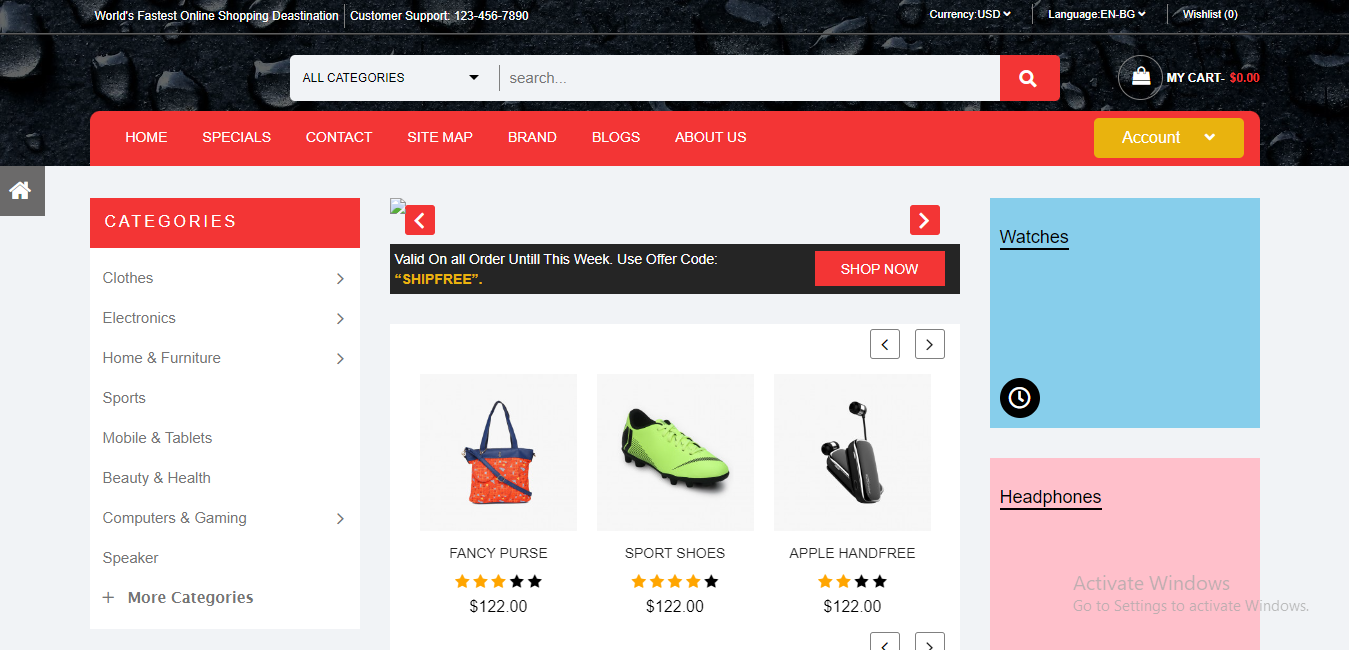 World's Fastest Online Shopping Deastination
Customer Support: 123-456-7890
Currency:USD
Language:EN-BG
Wishlist (0)
ALL CATEGORIES
search...
MY CART- $0.00
HOME
SPECIALS
CONTACT
SITE MAP
BRAND
BLOGS
ABOUT US
Account
CATEGORIES
Clothes
Electronics
Home & Furniture
Sports
Mobile & Tablets
Beauty & Health
Computers & Gaming
Speaker
+ More Categories
Valid On all Order Untill This Week. Use Offer Code:
“SHIPFREE”.
SHOP NOW
FANCY PURSE
$122.00
SPORT SHOES
$122.00
APPLE HANDFREE
$122.00
Watches
Headphones
Activate Windows
Go to Settings to activate Windows.